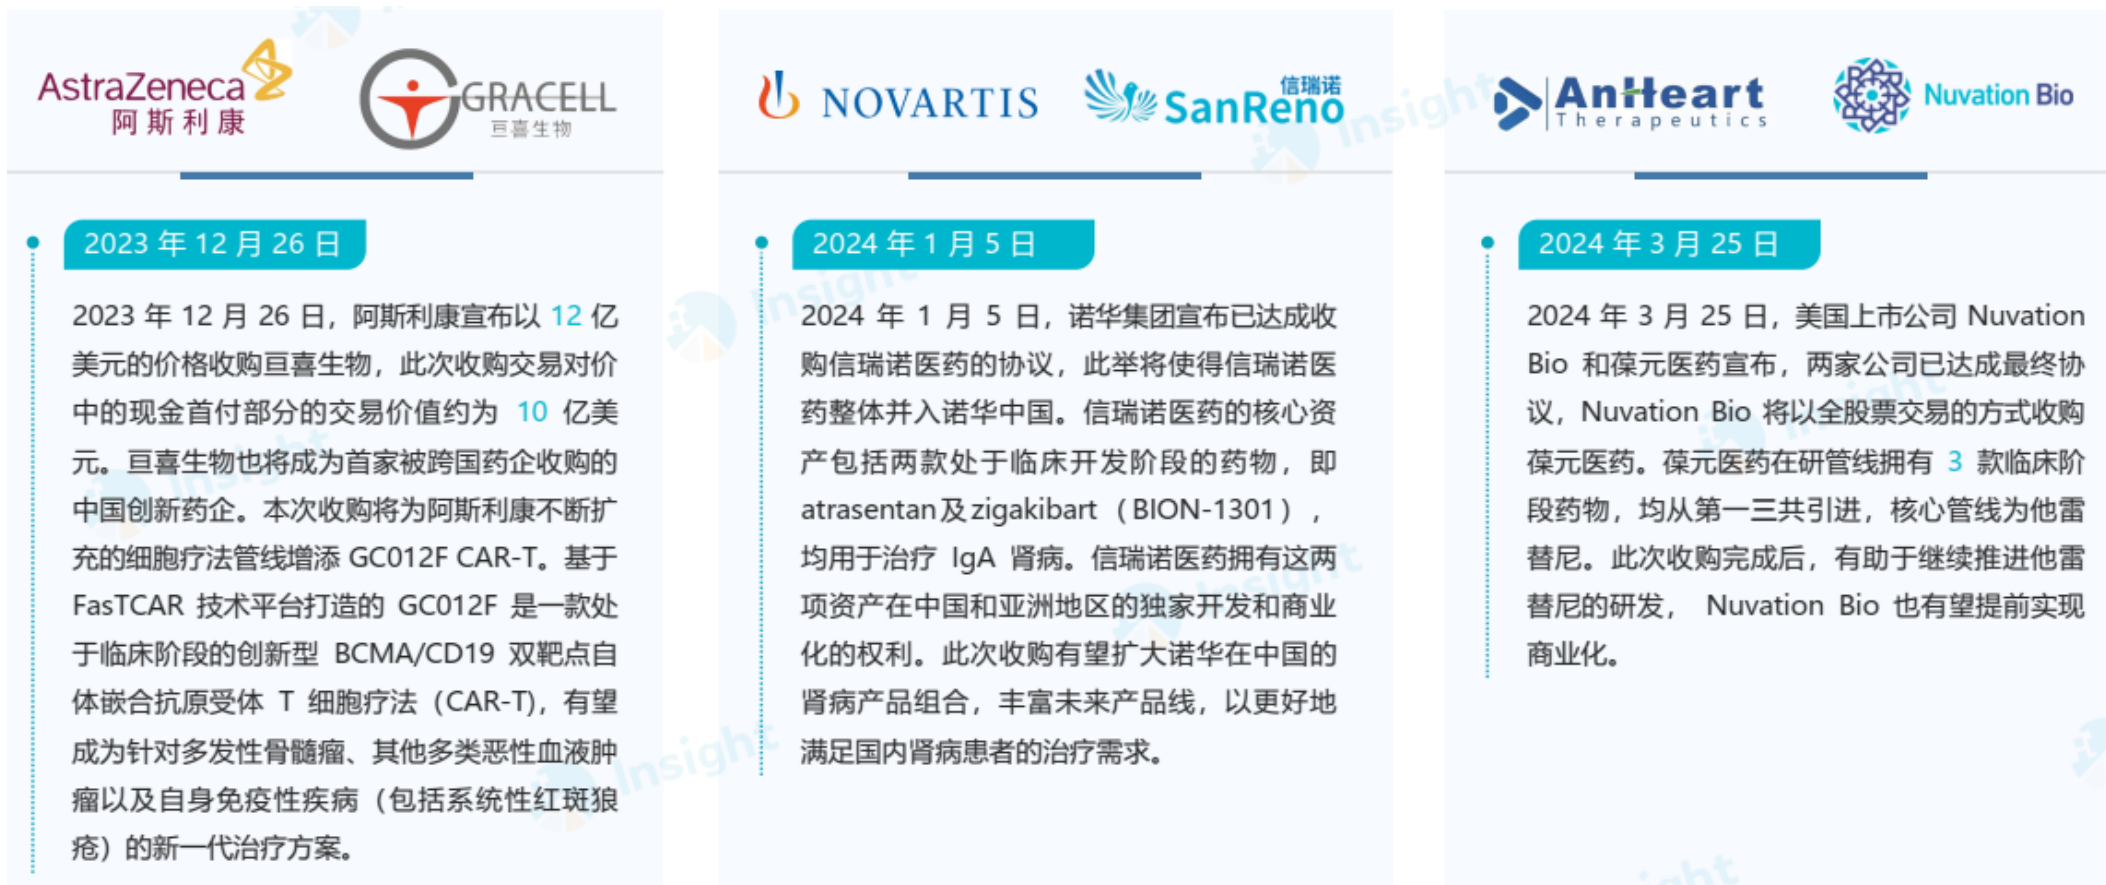 AstraZeneca
阿斯利康
GRACELL
亘喜生物
2023 年 12 月 26 日
2023 年 12 月 26 日，阿斯利康宣布以 12 亿
美元的价格收购亘喜生物，此次收购交易对价
中的现金首付部分的交易价值约为 10 亿美
元。亘喜生物也将成为首家被跨国药企收购的
中国创新药企。本次收购将为阿斯利康不断扩
充的细胞疗法管线增添 GC012F CAR-T。基于
FasTCAR 技术平台打造的 GC012F 是一款处
于临床阶段的创新型 BCMA/CD19 双靶点自
体嵌合抗原受体 T 细胞疗法（CAR-T)，有望
成为针对多发性骨髓瘤、其他多类恶性血液肿
瘤以及自身免疫性疾病（包括系统性红斑狼
疮）的新一代治疗方案。
NOVARTIS
信瑞诺
SanReno
2024 年 1 月 5 日
2024 年 1 月 5 日，诺华集团宣布已达成收
购信瑞诺医药的协议，此举将使得信瑞诺医
药整体并入诺华中国。信瑞诺医药的核心资
产包括两款处于临床开发阶段的药物，即
atrasentan及zigakibart（BION-1301），
均用于治疗 IgA 肾病。信瑞诺医药拥有这两
项资产在中国和亚洲地区的独家开发和商业
化的权利。此次收购有望扩大诺华在中国的
肾病产品组合，丰富未来产品线，以更好地
满足国内肾病患者的治疗需求。
AnHeart
Therapeutics
Nuvation Bio
2024 年 3 月 25 日
2024 年 3 月 25 日，美国上市公司 Nuvation
Bio 和葆元医药宣布，两家公司已达成最终协
议，Nuvation Bio 将以全股票交易的方式收购
葆元医药。葆元医药在研管线拥有 3 款临床阶
段药物，均从第一三共引进，核心管线为他雷
替尼。此次收购完成后，有助于继续推进他雷
替尼的研发， Nuvation Bio 也有望提前实现
商业化。
Insight
Insight
Insight
Insight
Insight
Insight